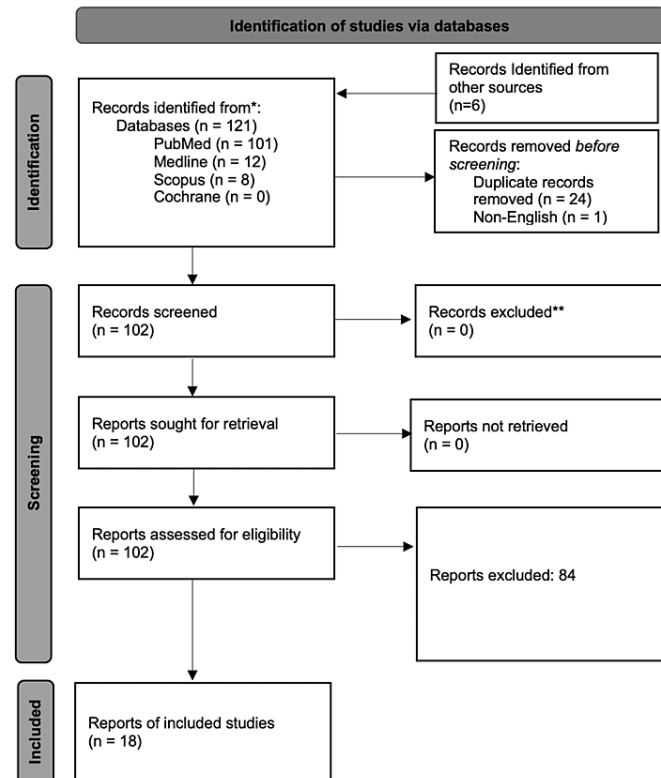 Identification of studies via databases
Identification
Records identified from*:
Databases (n = 121)
PubMed (n = 101)
Medline (n = 12)
Scopus (n = 8)
Cochrane (n = 0)
Records Identified from
other sources
(n=6)
Records removed before
screening:
Duplicate records
removed (n = 24)
Non-English (n = 1)
Screening
Records screened
(n = 102)
Records excluded**
(n = 0)
Reports sought for retrieval
(n = 102)
Reports not retrieved
(n = 0)
Reports assessed for eligibility
(n = 102)
Reports excluded: 84
Included
Reports of included studies
(n = 18)